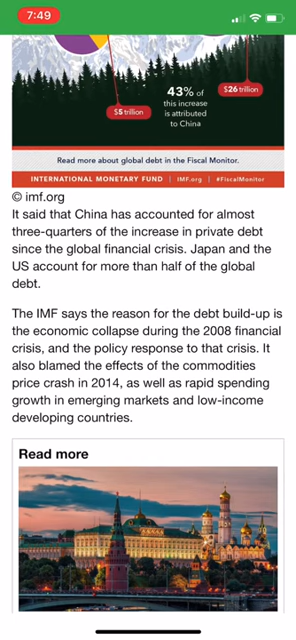 7:49
43% of
this increase
is attributed
to China
$26 trillion
$5 trillion
Read more about global debt in the Fiscal Monitor.
INTERNATIONAL MONETARY FUND | IMF.org | #FiscalMonitor
© imf.org
It said that China has accounted for almost
three-quarters of the increase in private debt
since the global financial crisis. Japan and the
US account for more than half of the global
debt.
The IMF says the reason for the debt build-up is
the economic collapse during the 2008 financial
crisis, and the policy response to that crisis. It
also blamed the effects of the commodities
price crash in 2014, as well as rapid spending
growth in emerging markets and low-income
developing countries.
Read more